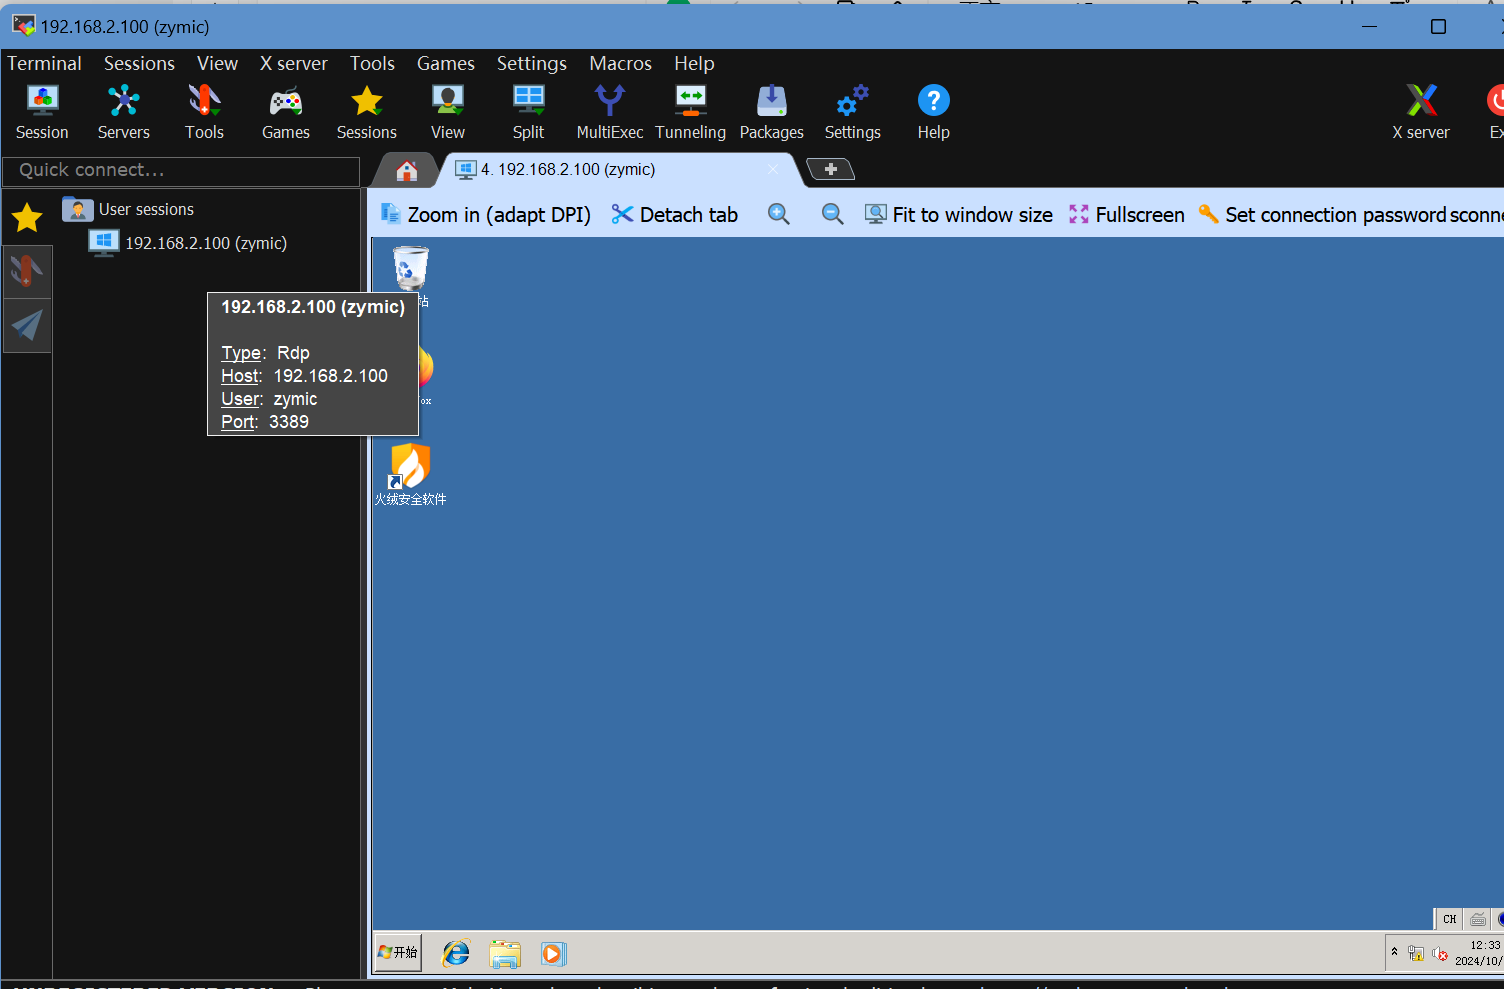 192.168.2.100 (zymic)
Terminal Sessions View X server Tools Games Settings Macros Help
Session Servers Tools Games Sessions View Split MultiExec Tunneling Packages Settings Help X server Ex
Quick connect...
4. 192.168.2.100 (zymic)
User sessions
192.168.2.100 (zymic)
Zoom in (adapt DPI) Detach tab Fit to window size Fullscreen Set connection password sconne
站
192.168.2.100 (zymic)
Type: Rdp
Host: 192.168.2.100
User: zymic
Port: 3389
ox
火绒安全软件
CH
开始
12:33
2024/10/
UNREGISTERED VERSION